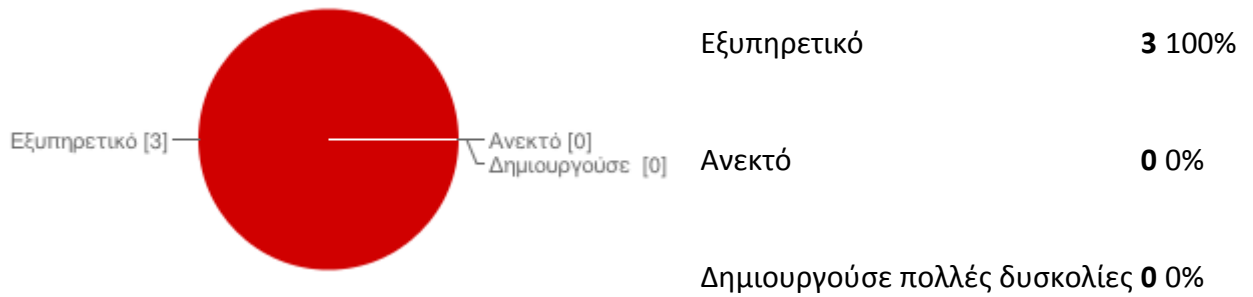 Εξυπηρετικό 3 100%
Εξυπηρετικό [3]
Ανεκτό [0]
Δημιουργούσε [0]
Ανεκτό 0 0%
Δημιουργούσε πολλές δυσκολίες 0 0%